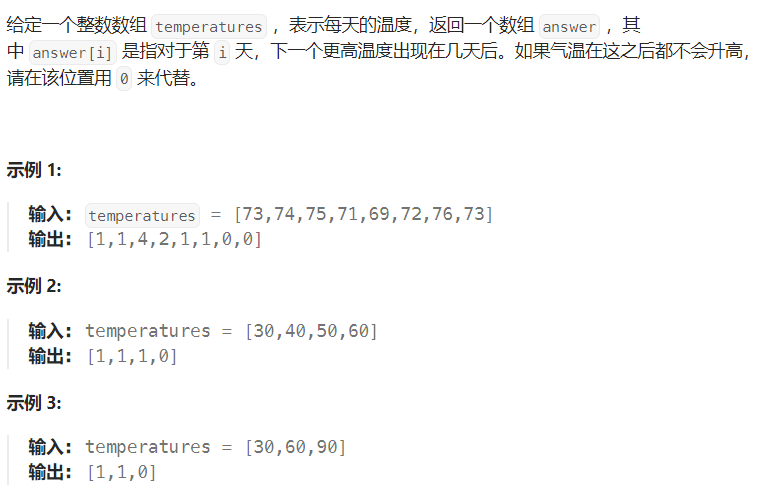 给定一个整数数组 temperatures ，表示每天的温度，返回一个数组 answer ，其
中 answer[i] 是指对于第 i 天，下一个更高温度出现在几天后。如果气温在这之后都不会升高，
请在该位置用 0 来代替。
示例 1:
输入: temperatures = [73,74,75,71,69,72,76,73]
输出: [1,1,4,2,1,1,0,0]
示例 2:
输入: temperatures = [30,40,50,60]
输出: [1,1,1,0]
示例 3:
输入: temperatures = [30,60,90]
输出: [1,1,0]